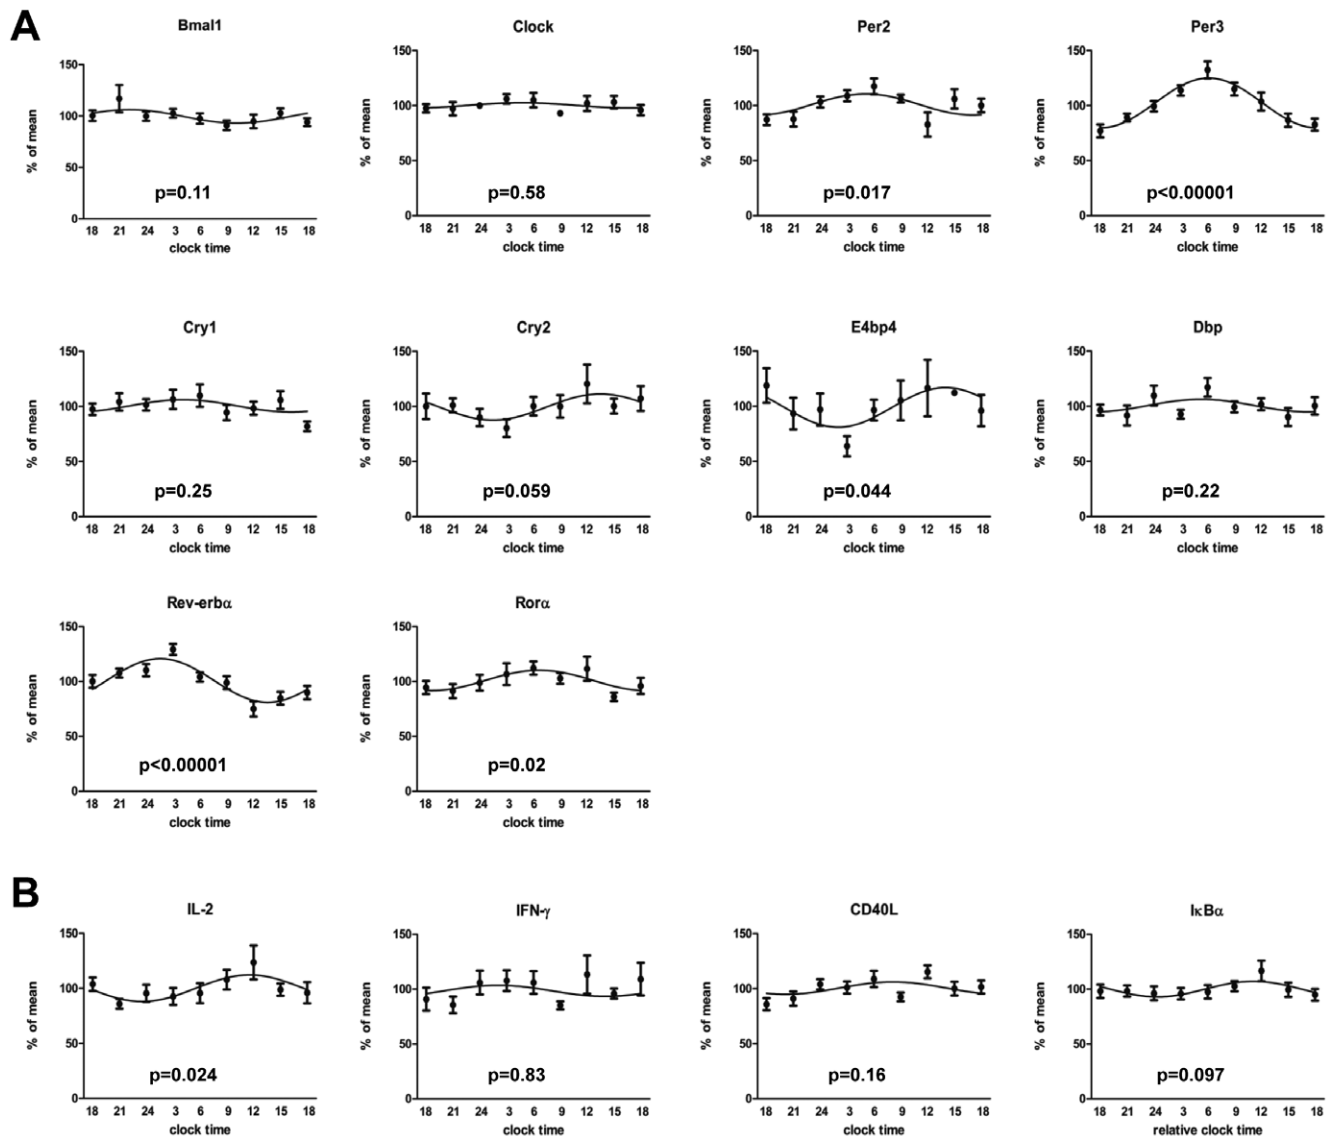 A
Bmal1 Clock Per2 Per3
150 150 150 150
100 100 100 100
50 50 50 50
0 0 0 0
% of mean % of mean % of mean % of mean
p=0.11 p=0.58 p=0.017 p<0.00001
18 21 24 3 6 9 12 15 18 18 21 24 3 6 9 12 15 18 18 21 24 3 6 9 12 15 18 18 21 24 3 6 9 12 15 18
clock time clock time clock time clock time
Cry1 Cry2 E4bp4 Dbp
150 150 150 150
100 100 100 100
50 50 50 50
0 0 0 0
% of mean % of mean % of mean % of mean
p=0.25 p=0.059 p=0.044 p=0.22
18 21 24 3 6 9 12 15 18 18 21 24 3 6 9 12 15 18 18 21 24 3 6 9 12 15 18 18 21 24 3 6 9 12 15 18
clock time clock time clock time clock time
Rev-erbα Rorα
150 150
100 100
50 50
0 0
% of mean % of mean
p<0.00001 p=0.02
18 21 24 3 6 9 12 15 18 18 21 24 3 6 9 12 15 18
clock time clock time
B
IL-2 IFN-γ CD40L IκBα
150 150 150 150
100 100 100 100
50 50 50 50
0 0 0 0
% of mean % of mean % of mean % of mean
p=0.024 p=0.83 p=0.16 p=0.097
18 21 24 3 6 9 12 15 18 18 21 24 3 6 9 12 15 18 18 21 24 3 6 9 12 15 18 18 21 24 3 6 9 12 15 18
clock time clock time clock time relative clock time